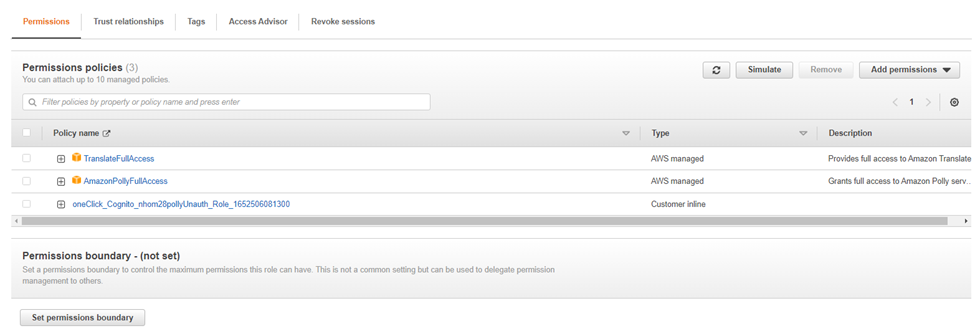 Permissions Trust relationships Tags Access Advisor Revoke sessions
Permissions policies (3)
You can attach up to 10 managed policies.
Simulate Remove Add permissions
Filter policies by property or policy name and press enter
1
Policy name Type Description
TranslateFullAccess AWS managed Provides full access to Amazon Translate
AmazonPollyFullAccess AWS managed Grants full access to Amazon Polly serv...
oneClick_Cognito_nhom28pollyUnauth_Role_1652506081300 Customer inline
Permissions boundary - (not set)
Set a permissions boundary to control the maximum permissions this role can have. This is not a common setting but can be used to delegate permission
management to others.
Set permissions boundary